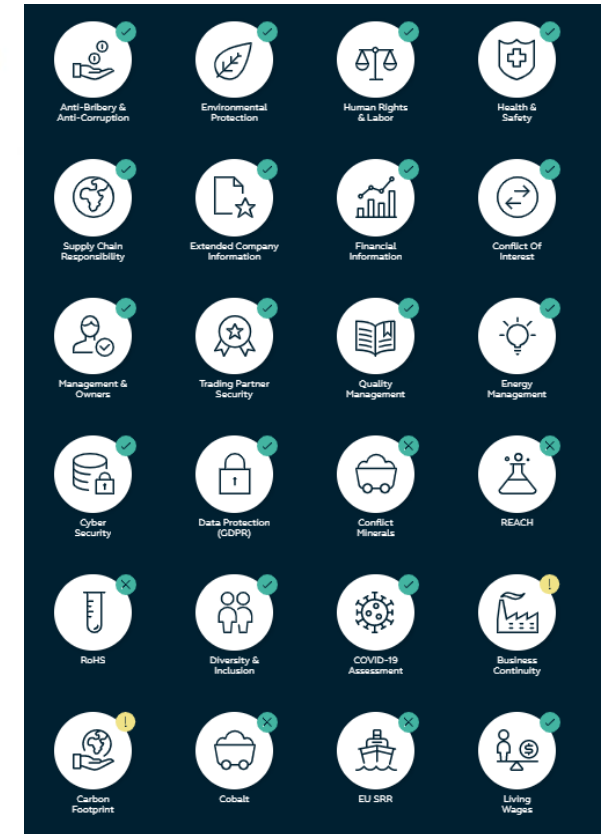 Anti-Bribery &
Anti-Corruption
Environmental
Protection
Human Rights
& Labor
Health &
Safety
Supply Chain
Responsibility
Extended Company
Information
Financial
Information
Conflict Of
Interest
Management &
Owners
Trading Partner
Security
Quality
Management
Energy
Management
Cyber
Security
Data Protection
(GDPR)
Conflict
Minerals
REACH
RoHS
Diversity &
Inclusion
COVID-19
Assessment
Business
Continuity
Carbon
Footprint
Cobalt
EU SRR
Living
Wages